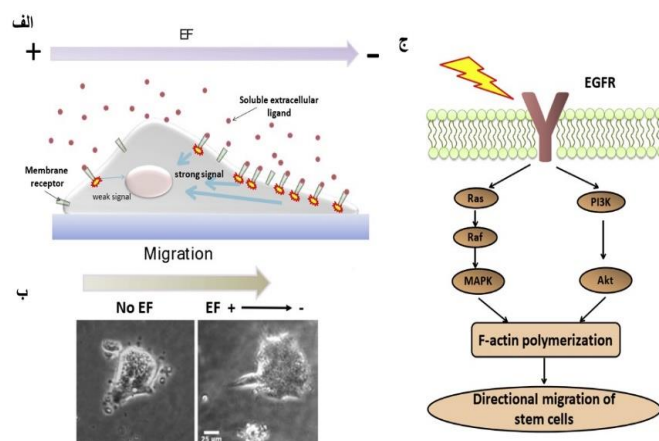 الف
EF
+
-
Soluble extracellular
ligand
Membrane
receptor
weak signal
strong signal
Migration
ب
No EF
EF + -
25 µm
ج
EGFR
Ras
PI3K
Raf
MAPK
Akt
F-actin polymerization
Directional migration of
stem cells